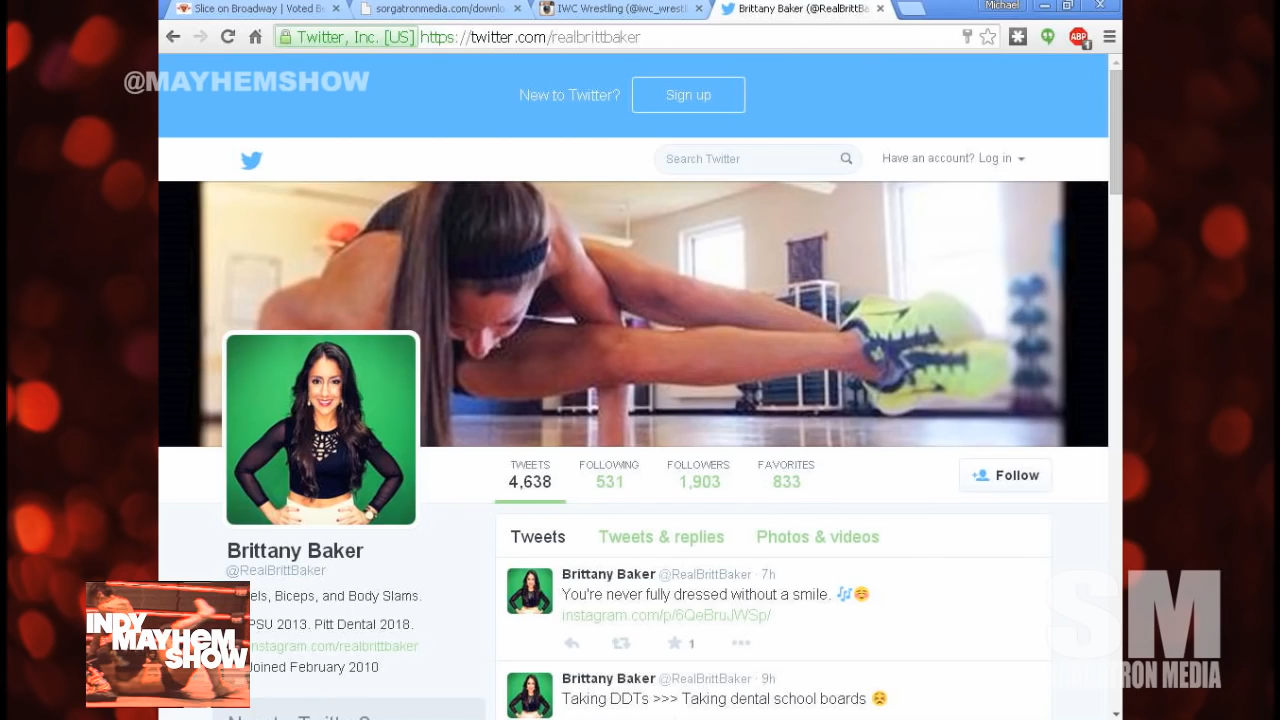 Slice on Broadway | Voted B
sorgatronmedia.com/downlo
IWC Wrestling (@iwc_wrestl
Brittany Baker (@RealBrittBa
Michael
Twitter, Inc. [US] https://twitter.com/realbrittbaker
ABP
1
@MAYHEMSHOW
New to Twitter? Sign up
Search Twitter
Have an account? Log in
TWEETS FOLLOWING FOLLOWERS FAVORITES
4,638 531 1,903 833
Follow
Brittany Baker
@RealBrittBaker
els, Biceps, and Body Slams.
PSU 2013. Pitt Dental 2018.
instagram.com/realbrittbaker
Joined February 2010
Tweets Tweets & replies Photos & videos
Brittany Baker @RealBrittBaker · 7h
You're never fully dressed without a smile. 🎶☺️
instagram.com/p/6QeBruJWSp/
1
Brittany Baker @RealBrittBaker · 9h
Taking DDTs >>> Taking dental school boards 😣
INDY
MAYHEM
SHOW
SM
TRON MEDIA